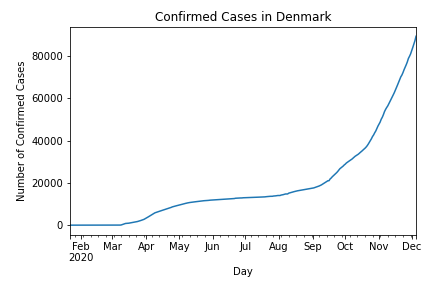 Confirmed Cases in Denmark
Number of Confirmed Cases
80000
60000
40000
20000
0
Feb Mar Apr May Jun Jul Aug Sep Oct Nov Dec
2020
Day